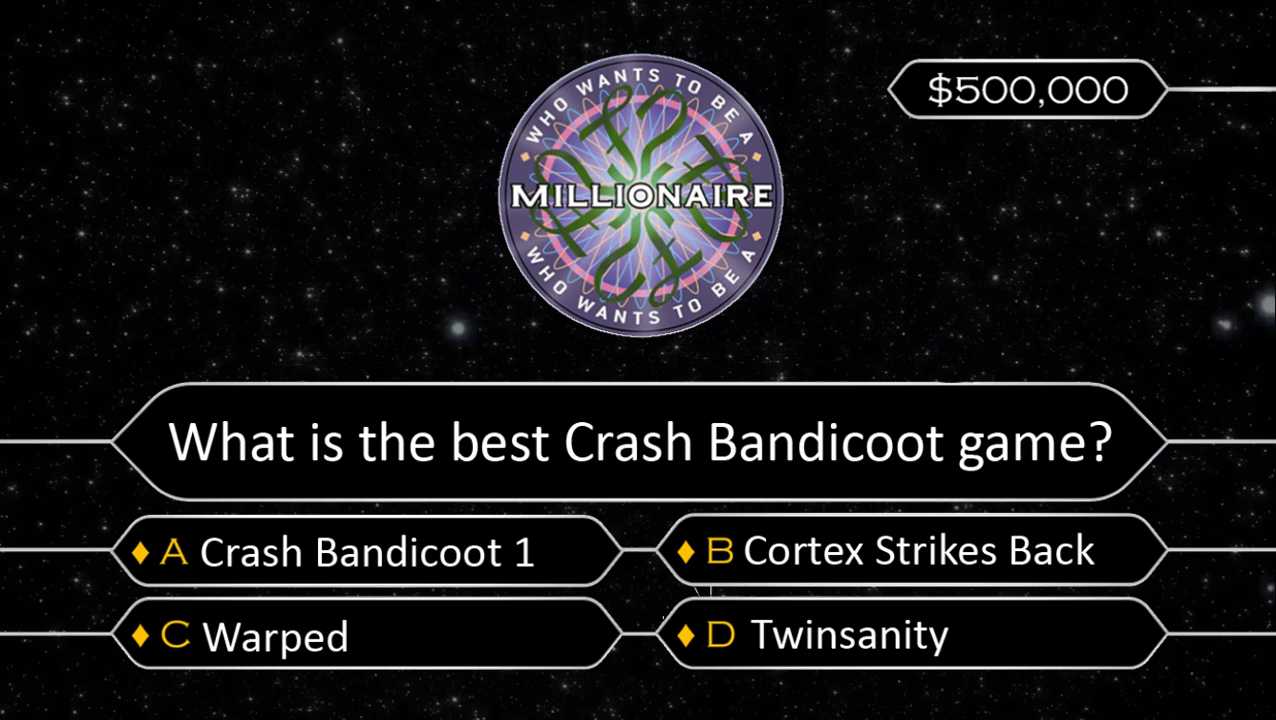 WHO WANTS TO BE A
$500,000
MILLIONAIRE
WHO WANTS TO BE A
What is the best Crash Bandicoot game?
A Crash Bandicoot 1
B Cortex Strikes Back
C Warped
D Twinsanity